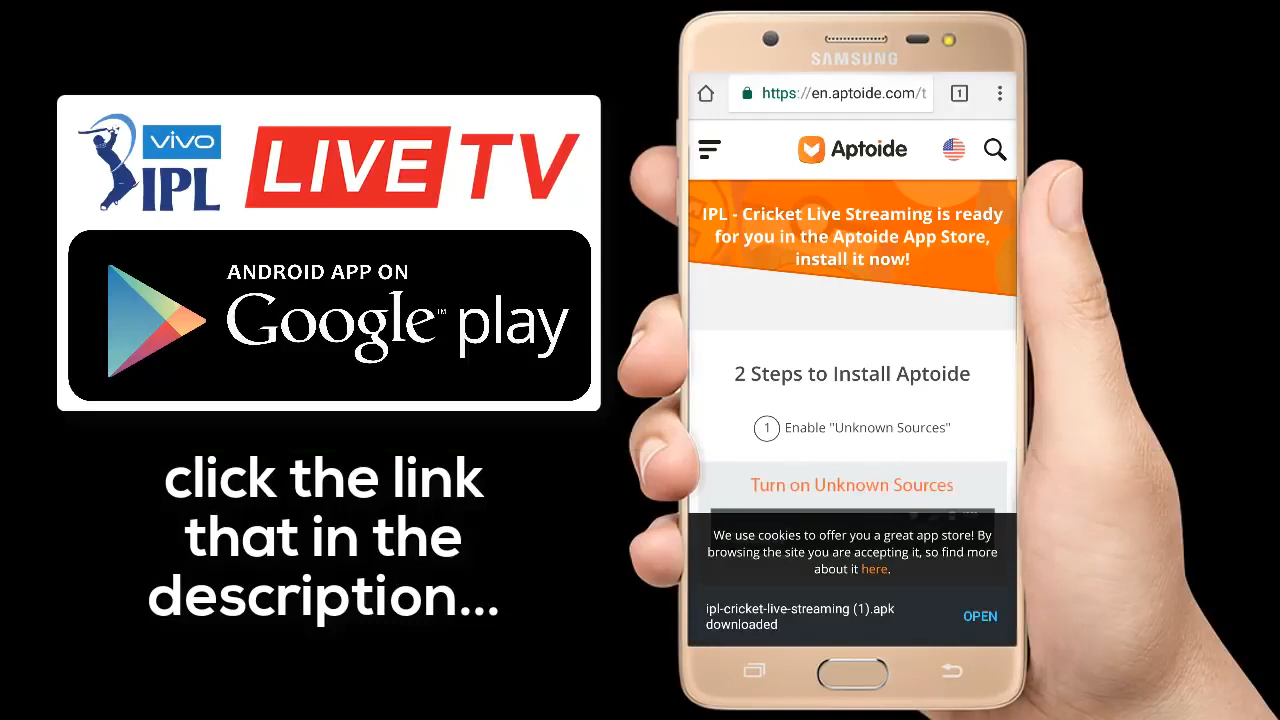 vivo
IPL
LIVE TV
ANDROID APP ON
Google™ play
click the link
that in the
description...
SAMSUNG
https://en.aptoide.com/t
1
Aptoide
IPL - Cricket Live Streaming is ready
for you in the Aptoide App Store,
install it now!
2 Steps to Install Aptoide
1 Enable "Unknown Sources"
Turn on Unknown Sources
We use cookies to offer you a great app store! By
browsing the site you are accepting it, so find more
about it here.
ipl-cricket-live-streaming (1).apk
downloaded
OPEN